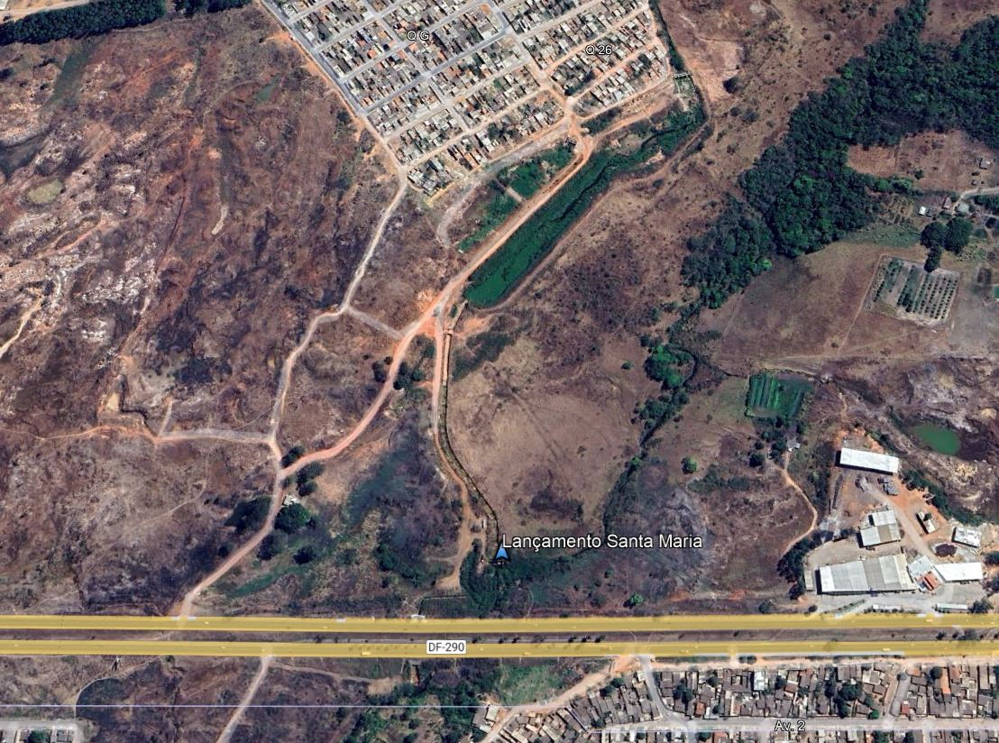 Q G
Q 26
Lançamento Santa Maria
DF-290
Av. 2